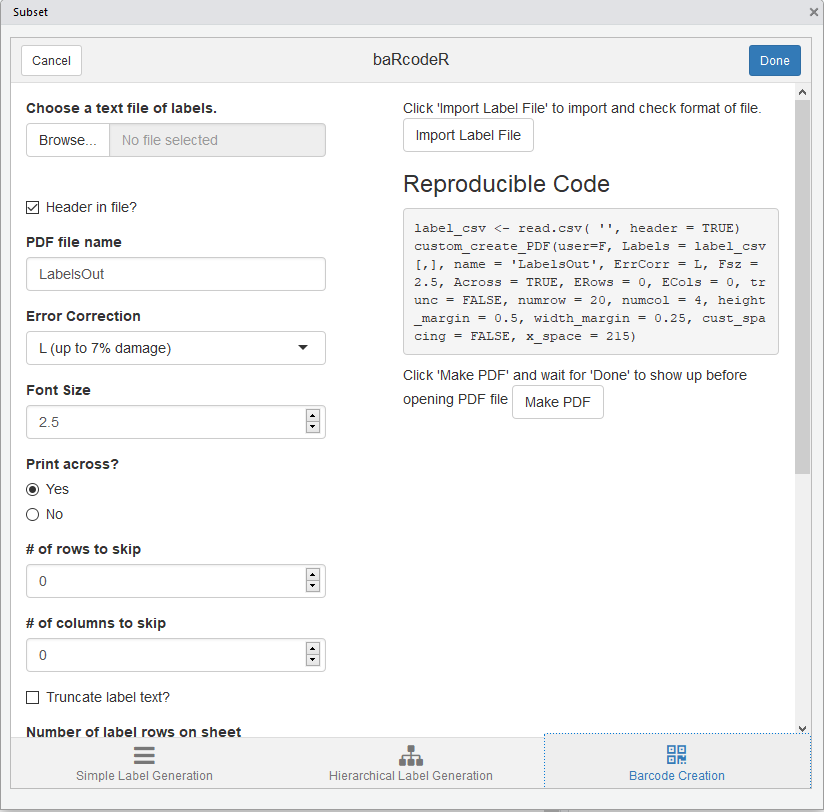 Subset
Cancel
baRcodeR
Done
Choose a text file of labels.
Browse... No file selected
Header in file?
PDF file name
LabelsOut
Error Correction
L (up to 7% damage)
Font Size
2.5
Print across?
Yes
No
# of rows to skip
0
# of columns to skip
0
Truncate label text?
Number of label rows on sheet
Click 'Import Label File' to import and check format of file.
Import Label File
Reproducible Code
label_csv <- read.csv( '', header = TRUE)
custom_create_PDF(user=F, Labels = label_csv
[,], name = 'LabelsOut', ErrCorr = L, Fsz =
2.5, Across = TRUE, ERows = 0, ECols = 0, tr
unc = FALSE, numrow = 20, numcol = 4, height
_margin = 0.5, width_margin = 0.25, cust_spa
cing = FALSE, x_space = 215)
Click 'Make PDF' and wait for 'Done' to show up before
opening PDF file Make PDF
Simple Label Generation
Hierarchical Label Generation
Barcode Creation